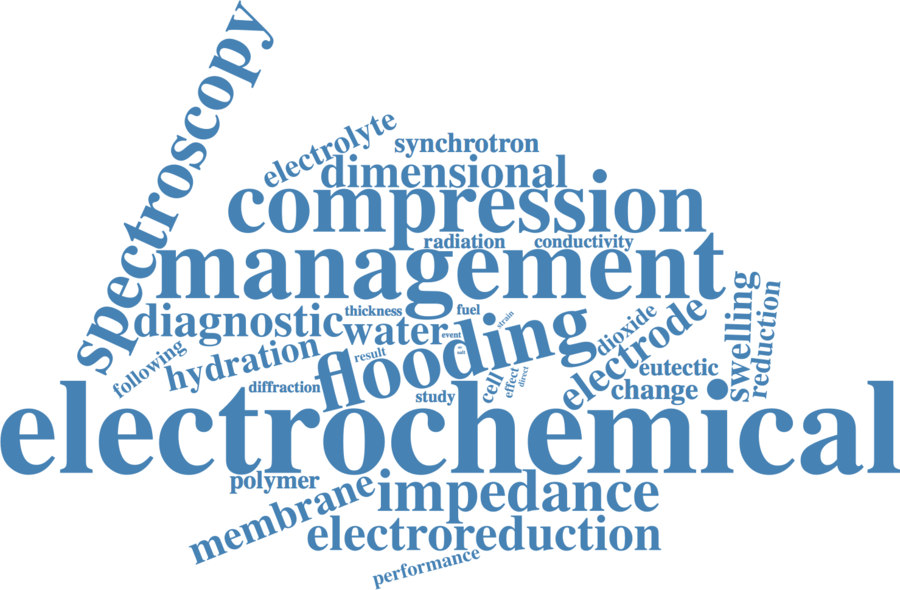 spectroscopy
electrolyte
synchrotron
dimensional
compression
radiation
conductivity
management
diagnostic
thickness
fuel
water
event
strain
flooding
dioxide
electrode
swelling
reduction
following
hydration
result
diffraction
study
cell
effect
direct
eutectic
change
electrochemical
polymer
membrane
impedance
electroreduction
performance